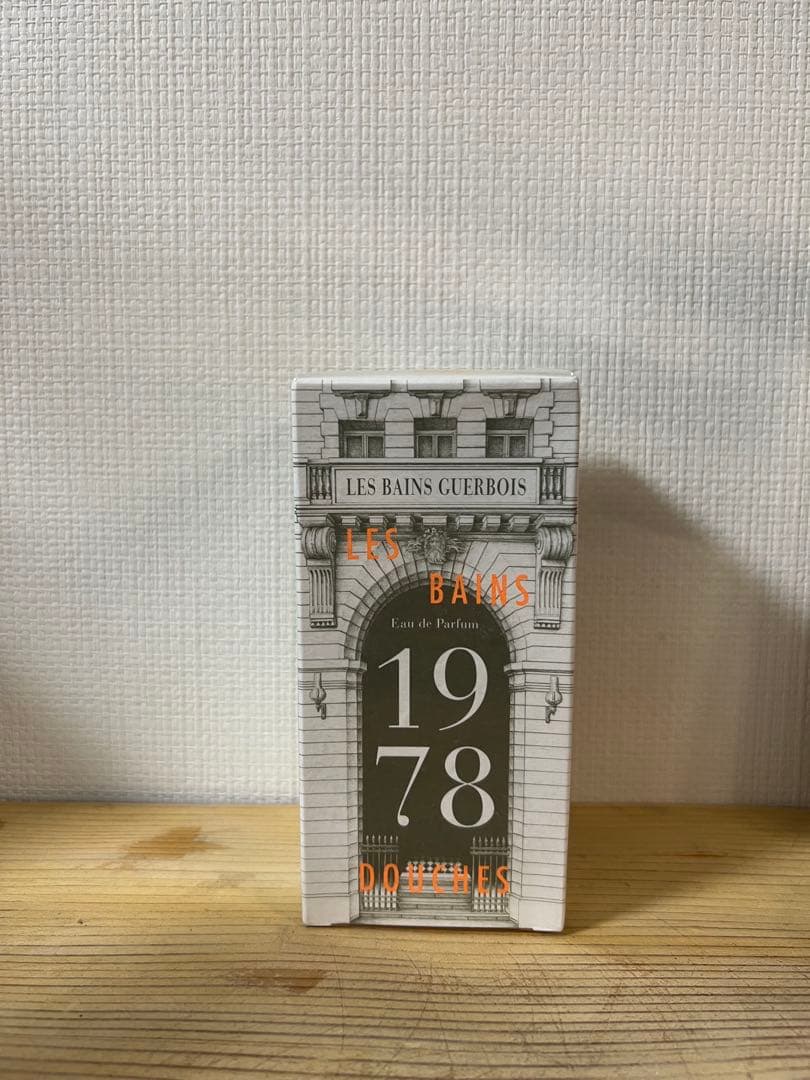 LES BAINS GUERBOIS
LES
BAINS
Eau de Parfum
19
78
DOUCHES